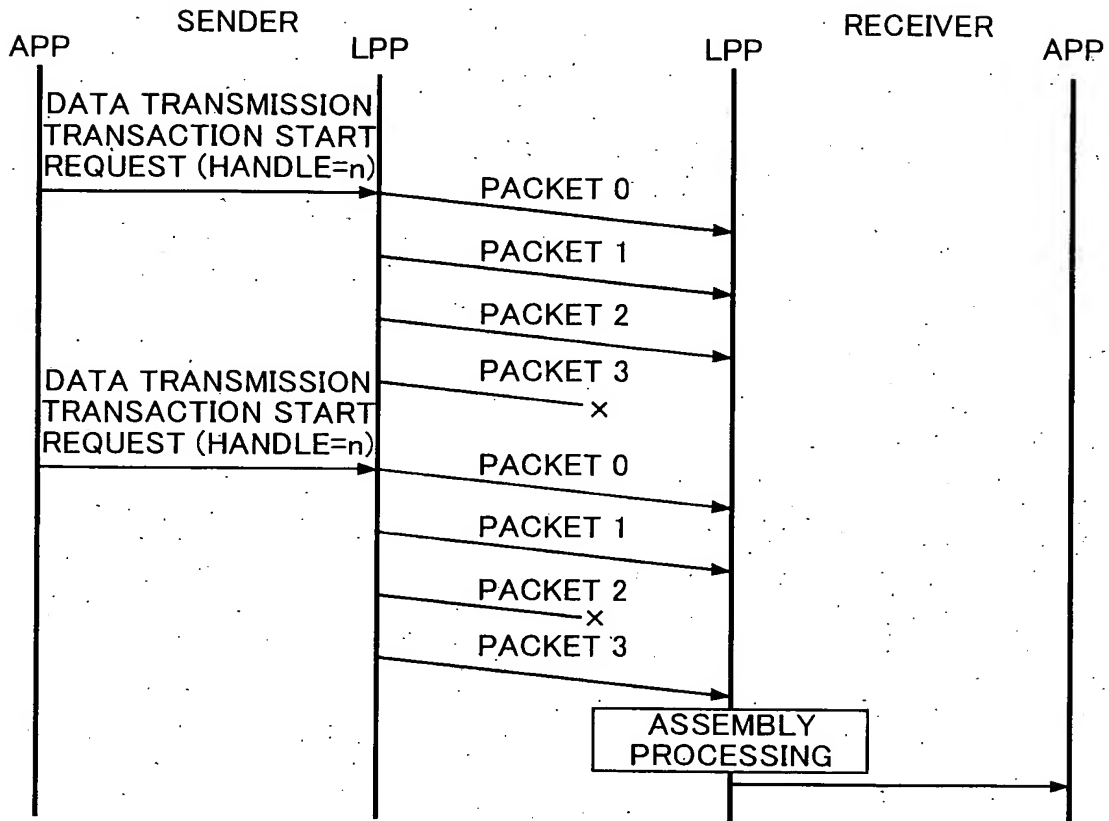 SENDER
RECEIVER
APP
LPP
LPP
APP
DATA TRANSMISSION
TRANSACTION START
REQUEST (HANDLE=n)
PACKET 0
PACKET 1
PACKET 2
PACKET 3
×
DATA TRANSMISSION
TRANSACTION START
REQUEST (HANDLE=n)
PACKET 0
PACKET 1
PACKET 2
×
PACKET 3
ASSEMBLY
PROCESSING